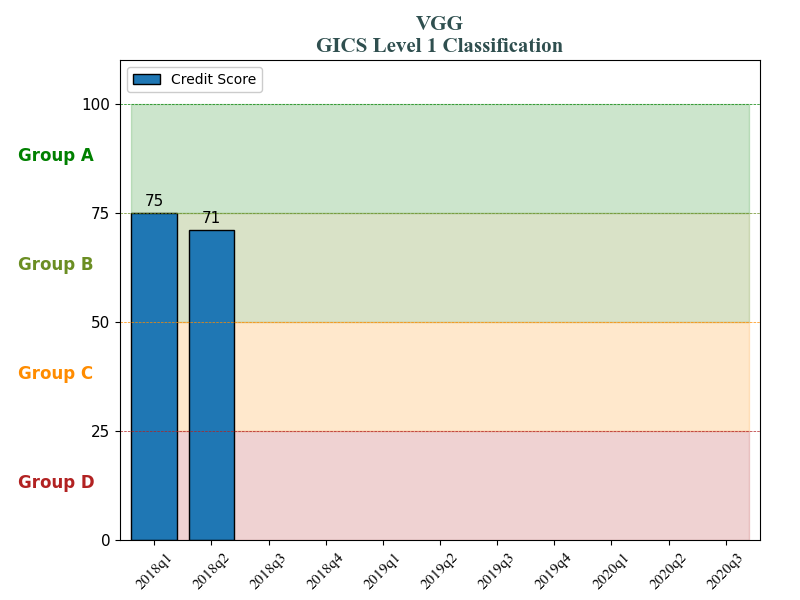 VGG
GICS Level 1 Classification
Credit Score
100
Group A
75
75
71
Group B
50
Group C
25
Group D
0
2018q1 2018q2 2018q3 2018q4 2019q1 2019q2 2019q3 2019q4 2020q1 2020q2 2020q3